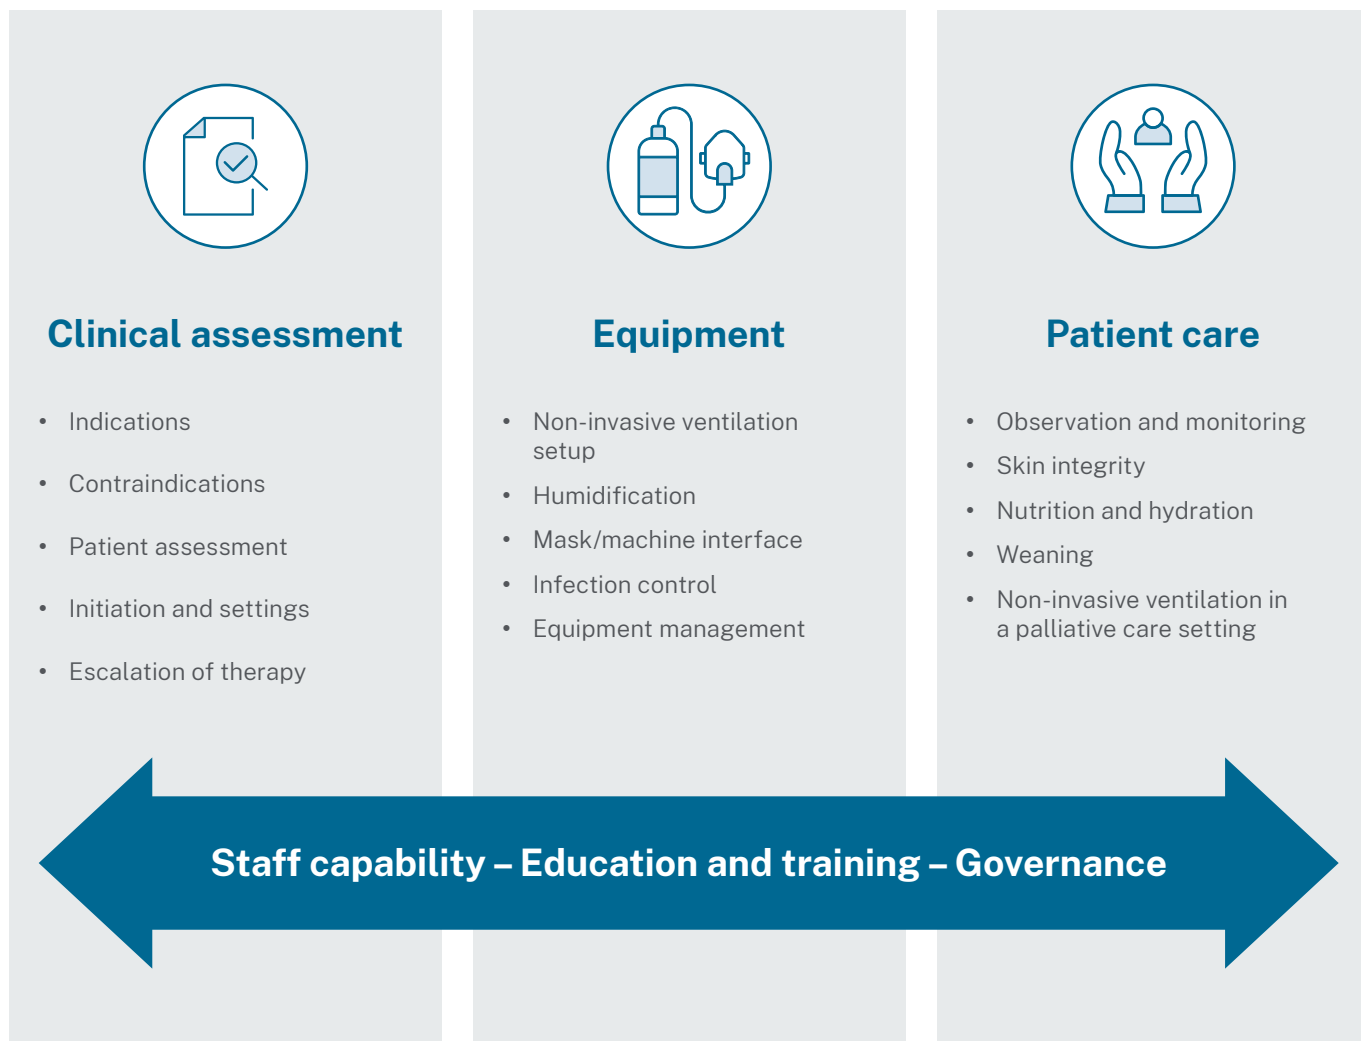 Clinical assessment
• Indications
• Contraindications
• Patient assessment
• Initiation and settings
• Escalation of therapy
Equipment
• Non-invasive ventilation
setup
• Humidification
• Mask/machine interface
• Infection control
• Equipment management
Patient care
• Observation and monitoring
• Skin integrity
• Nutrition and hydration
• Weaning
• Non-invasive ventilation in
a palliative care setting
Staff capability – Education and training – Governance